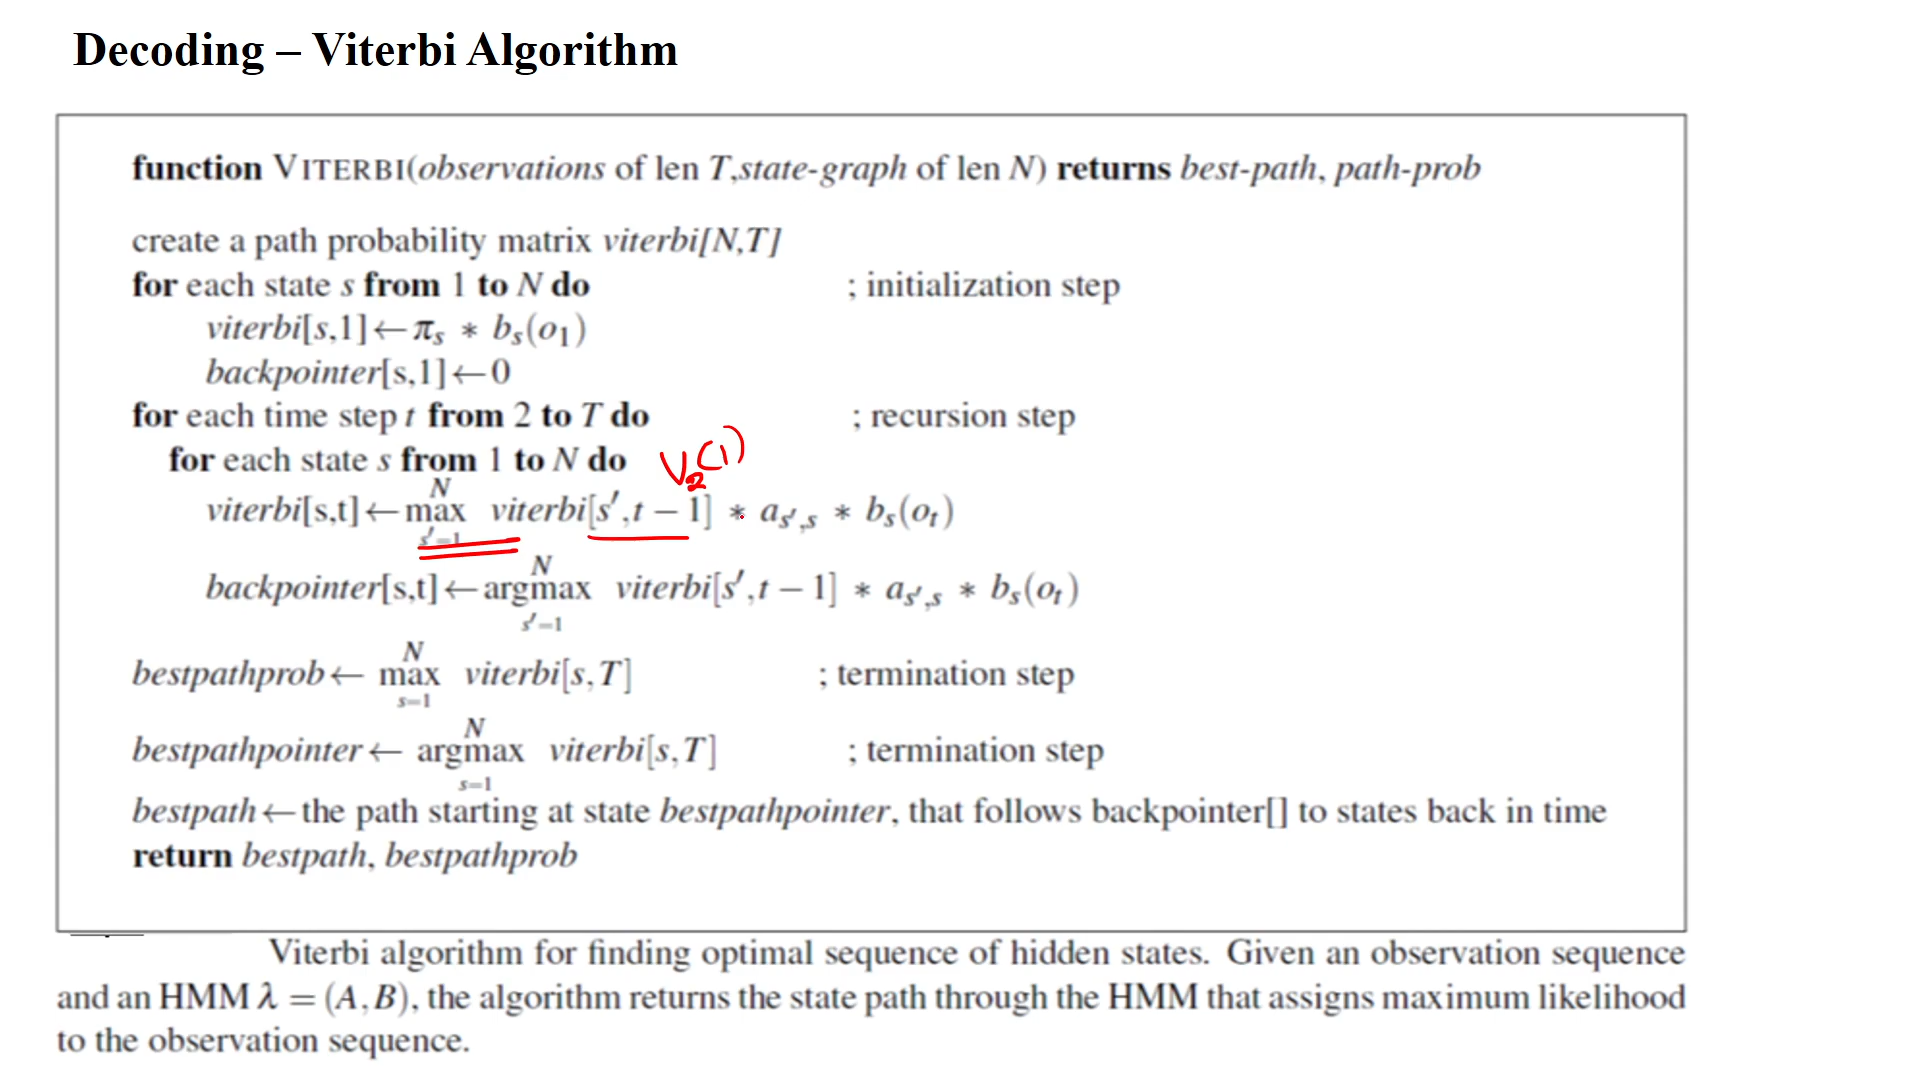 Decoding – Viterbi Algorithm
function VITERBI(observations of len T,state-graph of len N) returns best-path, path-prob
create a path probability matrix viterbi[N,T]
for each state s from 1 to N do ; initialization step
viterbi[s,1]←πs * bs(o1)
backpointer[s,1]←0
for each time step t from 2 to T do ; recursion step
for each state s from 1 to N do V2(1)
viterbi[s,t]← max N s′=1 viterbi[s′,t − 1] * as′,s * bs(ot)
backpointer[s,t]← argmax N s′=1 viterbi[s′,t − 1] * as′,s * bs(ot)
bestpathprob← max N s=1 viterbi[s,T] ; termination step
bestpathpointer← argmax N s=1 viterbi[s,T] ; termination step
bestpath←the path starting at state bestpathpointer, that follows backpointer[] to states back in time
return bestpath, bestpathprob
Viterbi algorithm for finding optimal sequence of hidden states. Given an observation sequence
and an HMM λ = (A,B), the algorithm returns the state path through the HMM that assigns maximum likelihood
to the observation sequence.